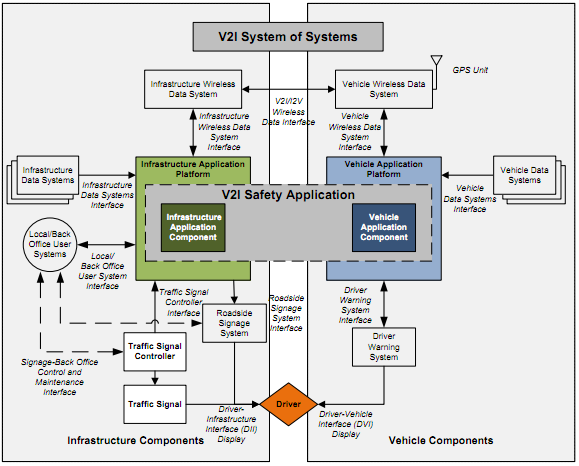 V2I System of Systems
Infrastructure Wireless
Data System
Vehicle Wireless Data
System
GPS Unit
V2I/I2V
Wireless
Data Interface
Infrastructure
Wireless Data
System
Interface
Vehicle
Wireless Data
System
Interface
Infrastructure
Data Systems
Infrastructure
Data Systems
Interface
Infrastructure Application
Platform
Vehicle Application
Platform
Vehicle Data
Systems
Vehicle
Data Systems
Interface
V2I Safety Application
Infrastructure
Application
Component
Vehicle
Application
Component
Local/Back
Office User
Systems
Local/
Back Office
User System
Interface
Traffic Signal
Controller
Interface
Roadside
Signage
System
Interface
Driver
Warning
System
Interface
Roadside
Signage
System
Traffic Signal
Controller
Driver
Warning
System
Signage-Back Office
Control and
Maintenance
Interface
Traffic Signal
Driver
Driver-
Infrastructure
Interface (DII)
Display
Driver-Vehicle
Interface (DVI)
Display
Infrastructure Components
Vehicle Components